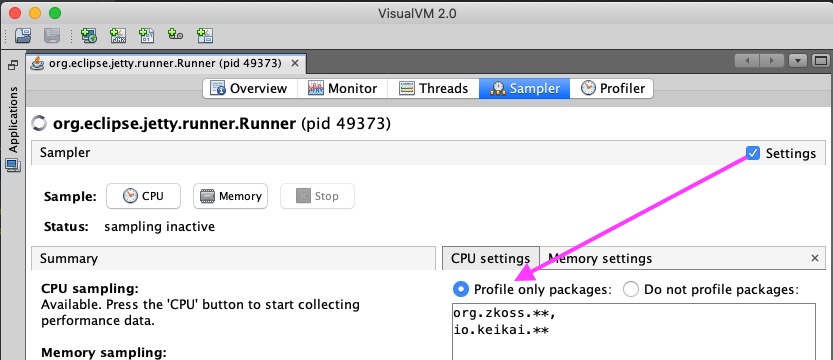 VisualVM 2.0
org.eclipse.jetty.runner.Runner (pid 49373) ×
Applications
Overview Monitor Threads Sampler Profiler
org.eclipse.jetty.runner.Runner (pid 49373)
Sampler Settings
Sample: CPU Memory Stop
Status: sampling inactive
Summary CPU settings Memory settings ×
CPU sampling: Profile only packages: Do not profile packages:
Available. Press the 'CPU' button to start collecting org.zkoss.**,
performance data. io.keikai.**
Memory sampling: